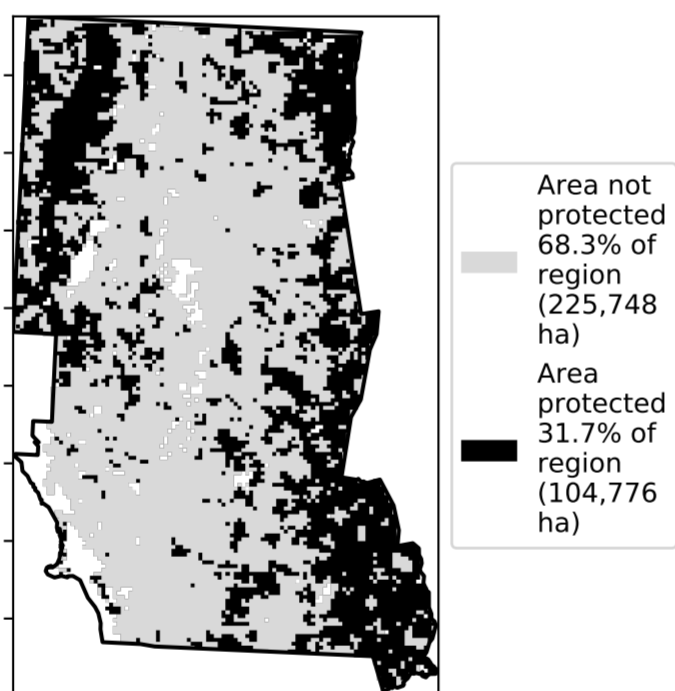 Area not
protected
68.3% of
region
(225,748
ha)
Area
protected
31.7% of
region
(104,776
ha)